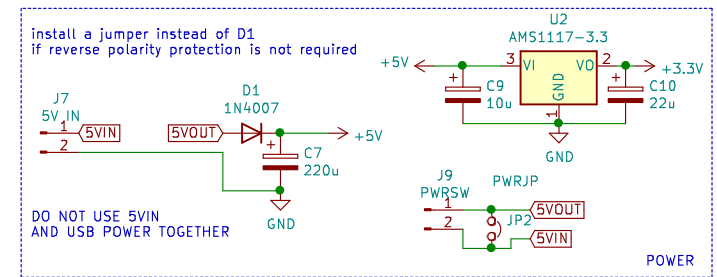 install a jumper instead of D1
if reverse polarity protection is not required
U2
AMS1117-3.3
+5V
3
VI
VO
2
+3.3V
GND
1
C9
10u
C10
22u
GND
J7
5V_IN
1
2
5VIN
5VOUT
D1
1N4007
+5V
C7
220u
GND
J9
PWRSW
1
2
PWRJP
JP2
5VOUT
5VIN
DO NOT USE 5VIN
AND USB POWER TOGETHER
POWER